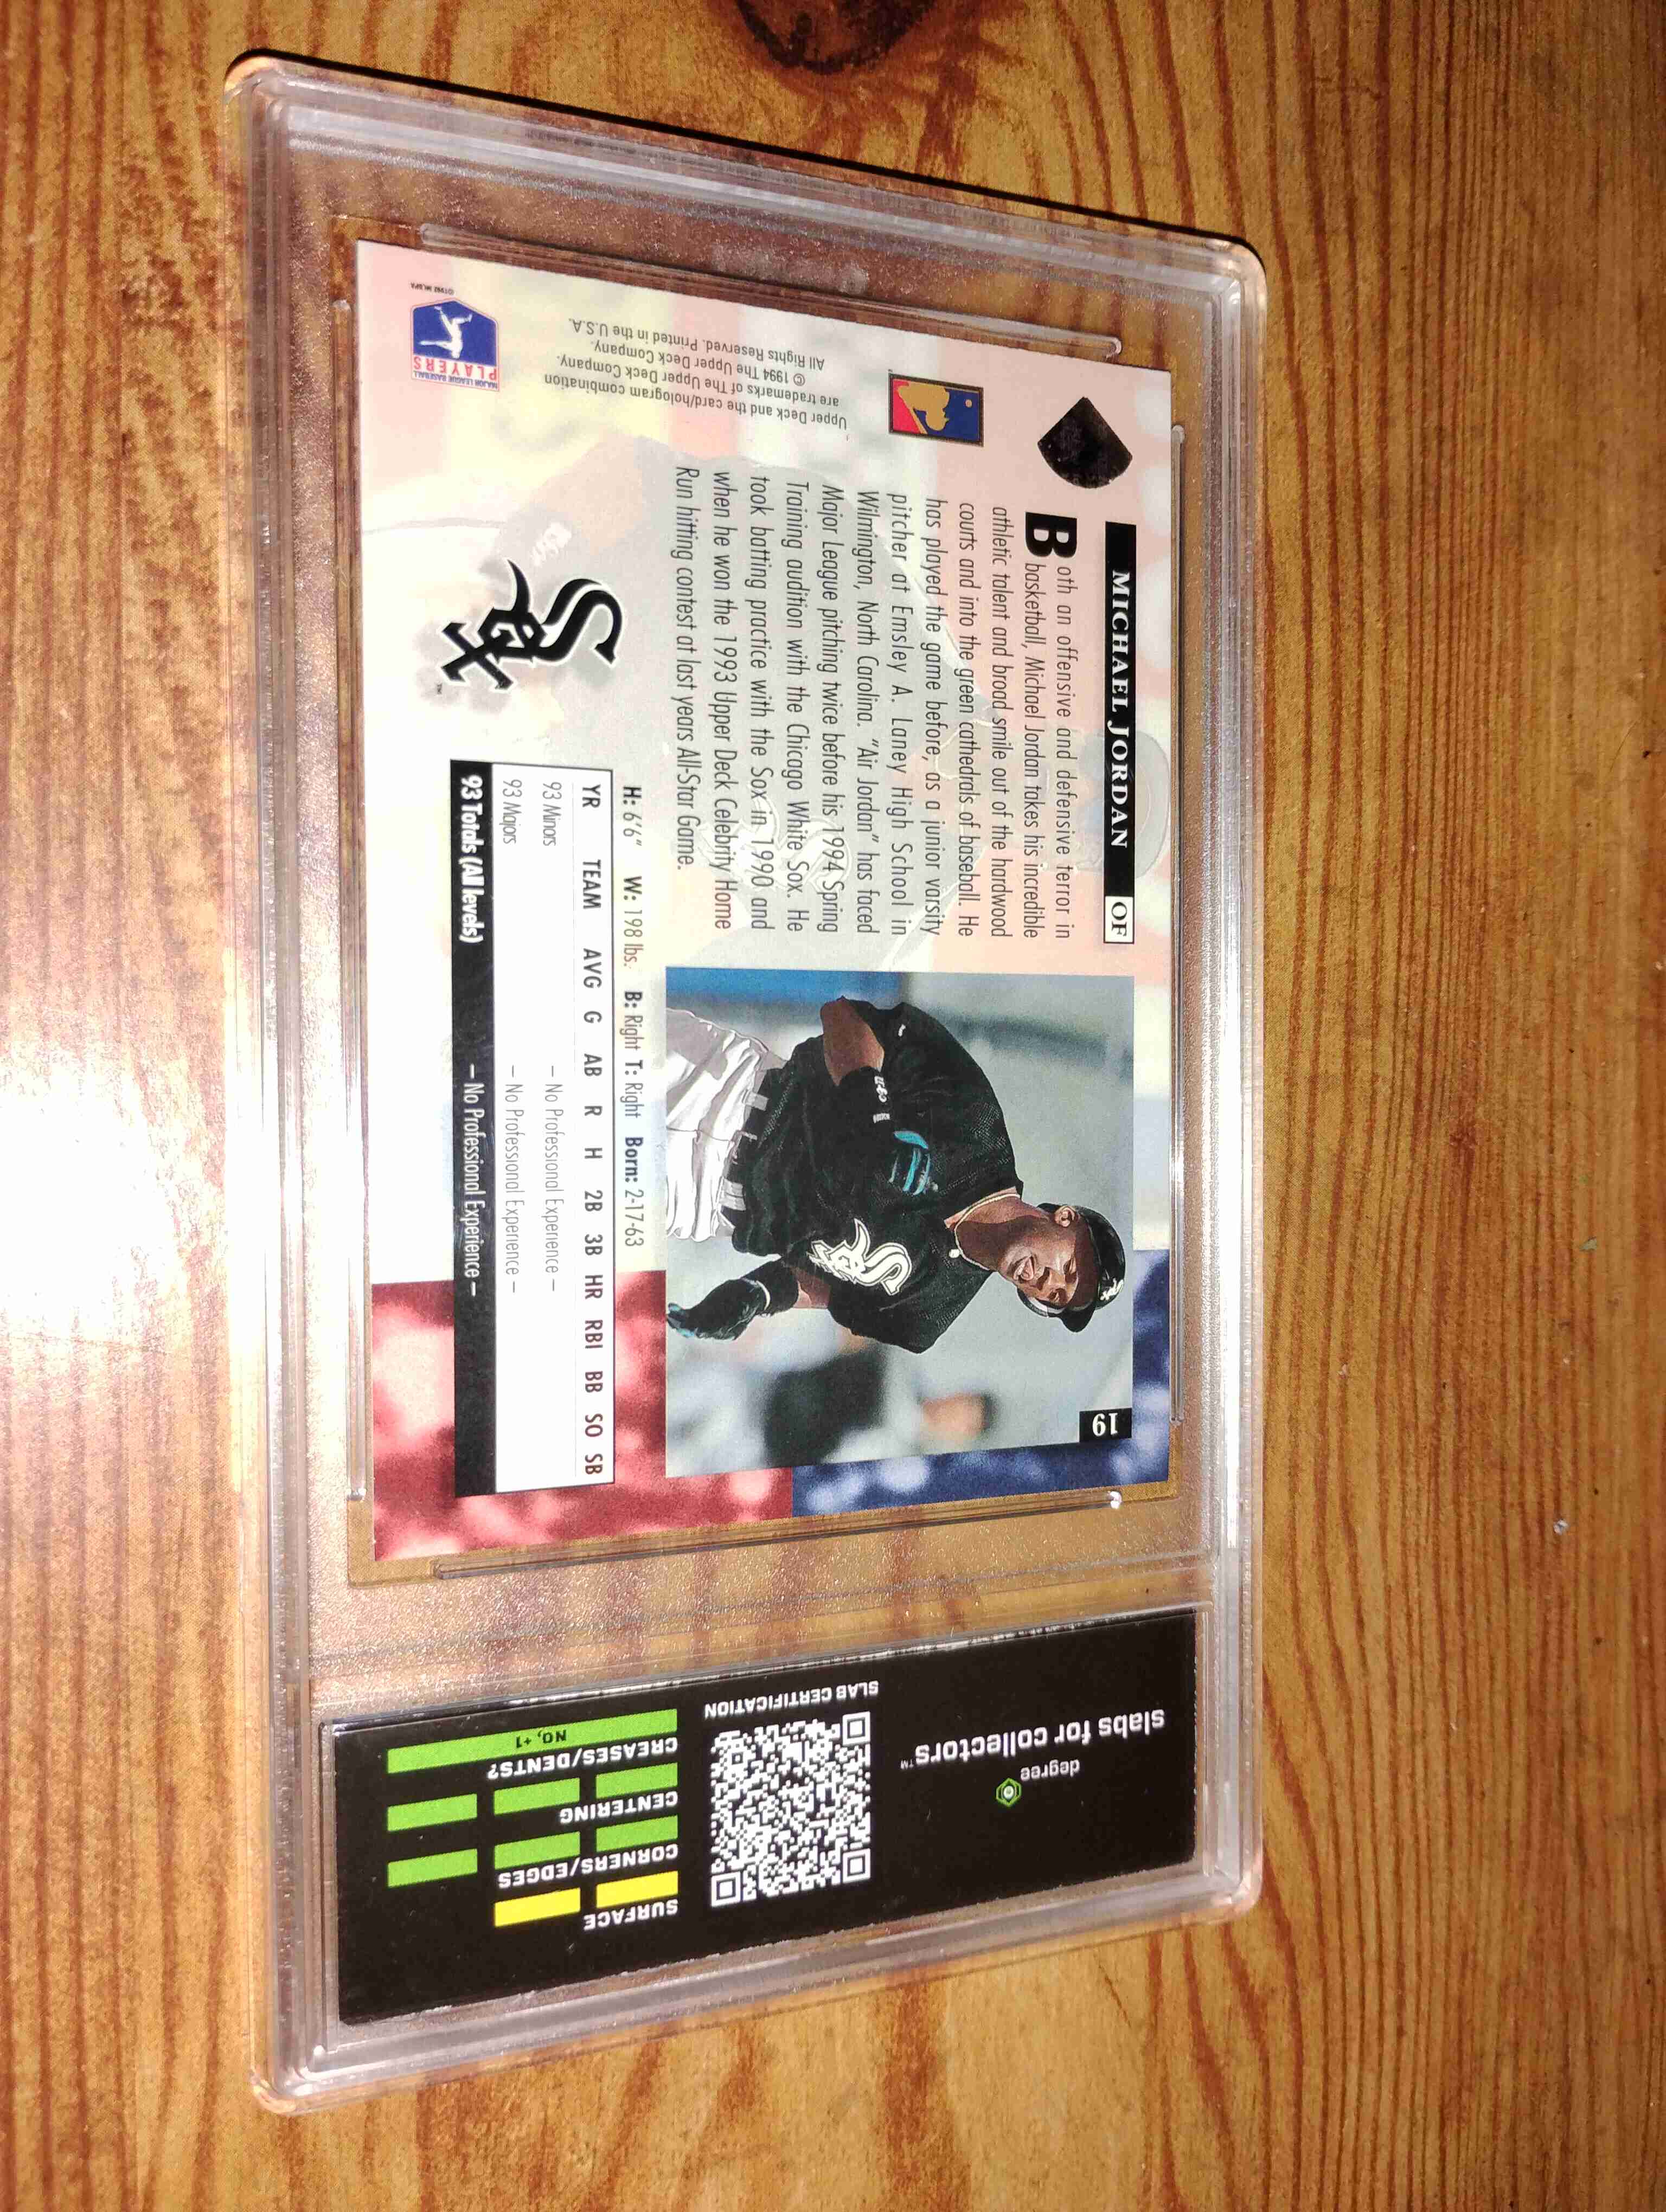 MICHAEL JORDAN OF
Both an offensive and defensive terror in
basketball, Michael Jordan takes his incredible
athletic talent and broad smile out of the hardwood
courts and into the green cathedrals of baseball. He
has played the game before, as a junior varsity
pitcher at Emsley A. Laney High School in
Wilmington, North Carolina. "Air Jordan" has faced
Major League pitching twice before his 1994 Spring
Training audition with the Chicago White Sox. He
took batting practice with the Sox in 1990 and
when he won the 1993 Upper Deck Celebrity Home
Run hitting contest at last years All-Star Game.
19
H: 6'6" W: 198 lbs. B: Right T: Right Born: 2-17-63
YR TEAM AVG G AB R H 2B 3B HR RBI BB SO SB
93 Minors – No Professional Experience –
93 Majors – No Professional Experience –
93 Totals (Al levels) – No Professional Experience –
Sox
™
Upper Deck and the card/hologram combination
are trademarks of The Upper Deck Company.
© 1994 The Upper Deck Company.
All Rights Reserved. Printed in the U.S.A.
MAJOR LEAGUE BASEBALL
PLAYERS
©1992 MLBPA
Sox
degree
slabs for collectors™
SLAB CERTIFICATION
SURFACE
CORNERS/EDGES
CENTERING
CREASES/DENTS?
NO, +1